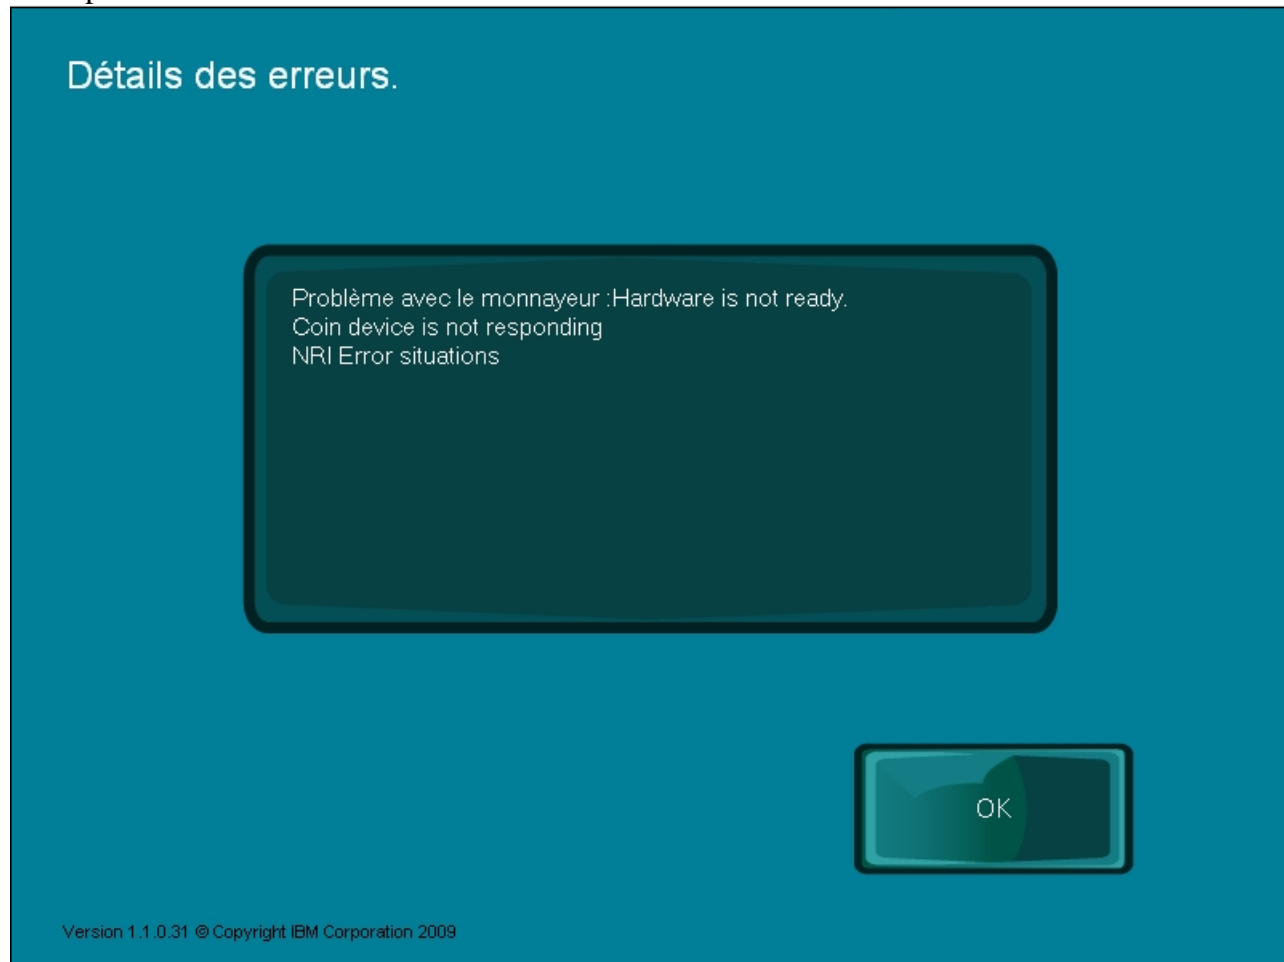 Détails des erreurs.
Problème avec le monnayeur :Hardware is not ready.
Coin device is not responding
NRI Error situations
OK
Version 1.1.0.31 © Copyright IBM Corporation 2009